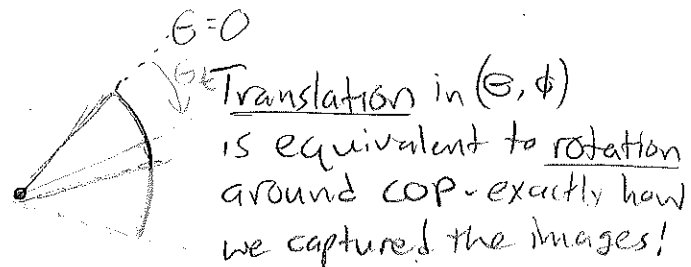 θ=0
θ
Translation in (θ, φ)
is equivalent to rotation
around COP - exactly how
we captured the images!